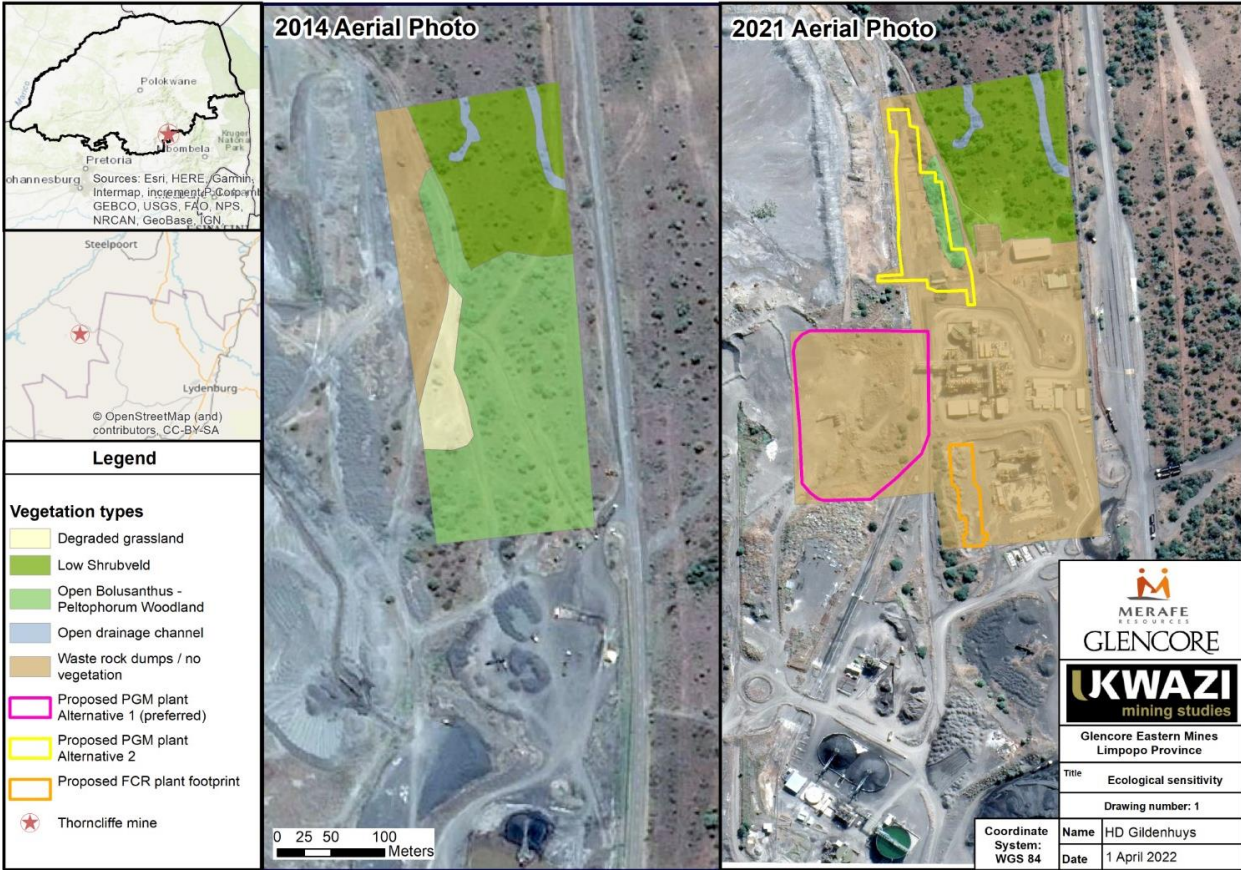 Polokwane
Kruger
National
Park
Mbombela
Pretoria
ohannesburg
Sources: Esri, HERE, Garmin,
Intermap, increment P Corp.,
GEBCO, USGS, FAO, NPS,
NRCAN, GeoBase, IGN,
Steelpoort
Lydenburg
© OpenStreetMap (and)
contributors, CC-BY-SA
Legend
Vegetation types
Degraded grassland
Low Shrubveld
Open Bolusanthus -
Peltophorum Woodland
Open drainage channel
Waste rock dumps / no
vegetation
Proposed PGM plant
Alternative 1 (preferred)
Proposed PGM plant
Alternative 2
Proposed FCR plant footprint
Thorncliffe mine
2014 Aerial Photo
0 25 50 100
Meters
2021 Aerial Photo
MERAFE
RESOURCES
GLENCORE
UKWAZI
mining studies
Glencore Eastern Mines
Limpopo Province
Title Ecological sensitivity
Drawing number: 1
Coordinate
System:
WGS 84
Name HD Gildenhuys
Date 1 April 2022